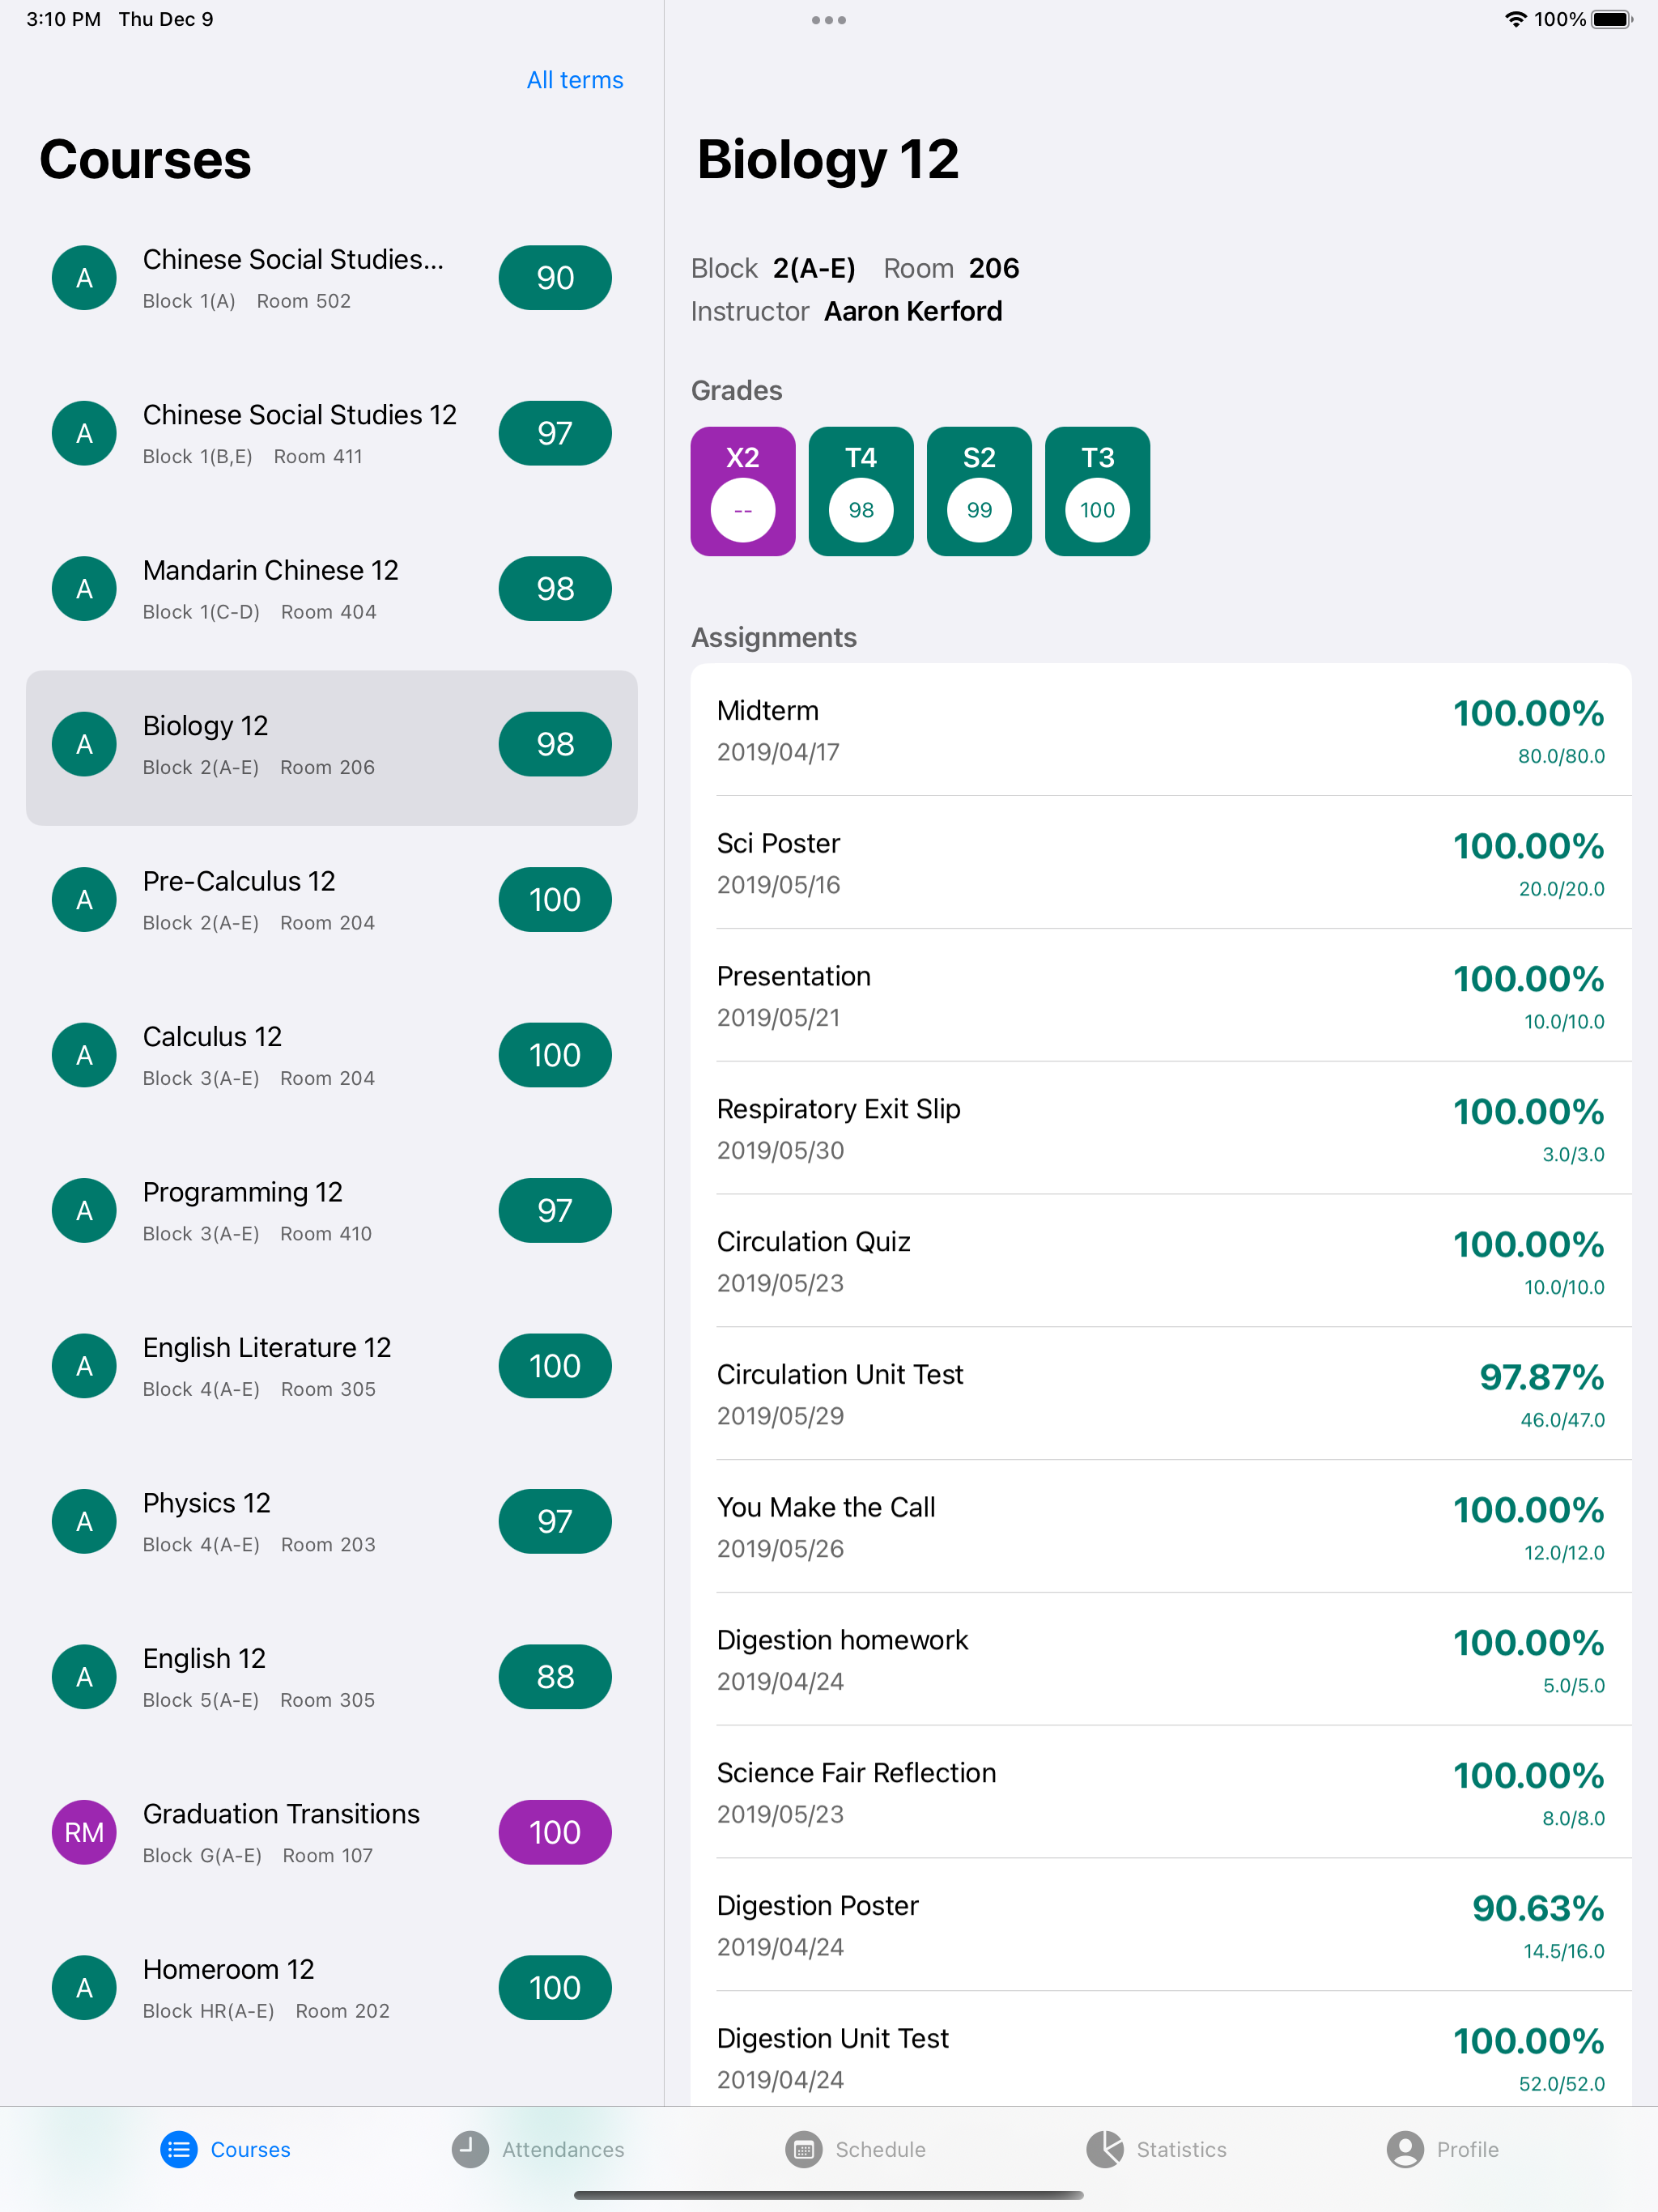 3:10 PM Thu Dec 9
100%
All terms
Courses
A
Chinese Social Studies...
Block 1(A) Room 502
90
A
Chinese Social Studies 12
Block 1(B,E) Room 411
97
A
Mandarin Chinese 12
Block 1(C-D) Room 404
98
A
Biology 12
Block 2(A-E) Room 206
98
A
Pre-Calculus 12
Block 2(A-E) Room 204
100
A
Calculus 12
Block 3(A-E) Room 204
100
A
Programming 12
Block 3(A-E) Room 410
97
A
English Literature 12
Block 4(A-E) Room 305
100
A
Physics 12
Block 4(A-E) Room 203
97
A
English 12
Block 5(A-E) Room 305
88
RM
Graduation Transitions
Block G(A-E) Room 107
100
A
Homeroom 12
Block HR(A-E) Room 202
100
Biology 12
Block 2(A-E) Room 206
Instructor Aaron Kerford
Grades
X2 T4 S2 T3
-- 98 99 100
Assignments
Midterm
100.00%
2019/04/17
80.0/80.0
Sci Poster
100.00%
2019/05/16
20.0/20.0
Presentation
100.00%
2019/05/21
10.0/10.0
Respiratory Exit Slip
100.00%
2019/05/30
3.0/3.0
Circulation Quiz
100.00%
2019/05/23
10.0/10.0
Circulation Unit Test
97.87%
2019/05/29
46.0/47.0
You Make the Call
100.00%
2019/05/26
12.0/12.0
Digestion homework
100.00%
2019/04/24
5.0/5.0
Science Fair Reflection
100.00%
2019/05/23
8.0/8.0
Digestion Poster
90.63%
2019/04/24
14.5/16.0
Digestion Unit Test
100.00%
2019/04/24
52.0/52.0
Courses Attendances Schedule Statistics Profile